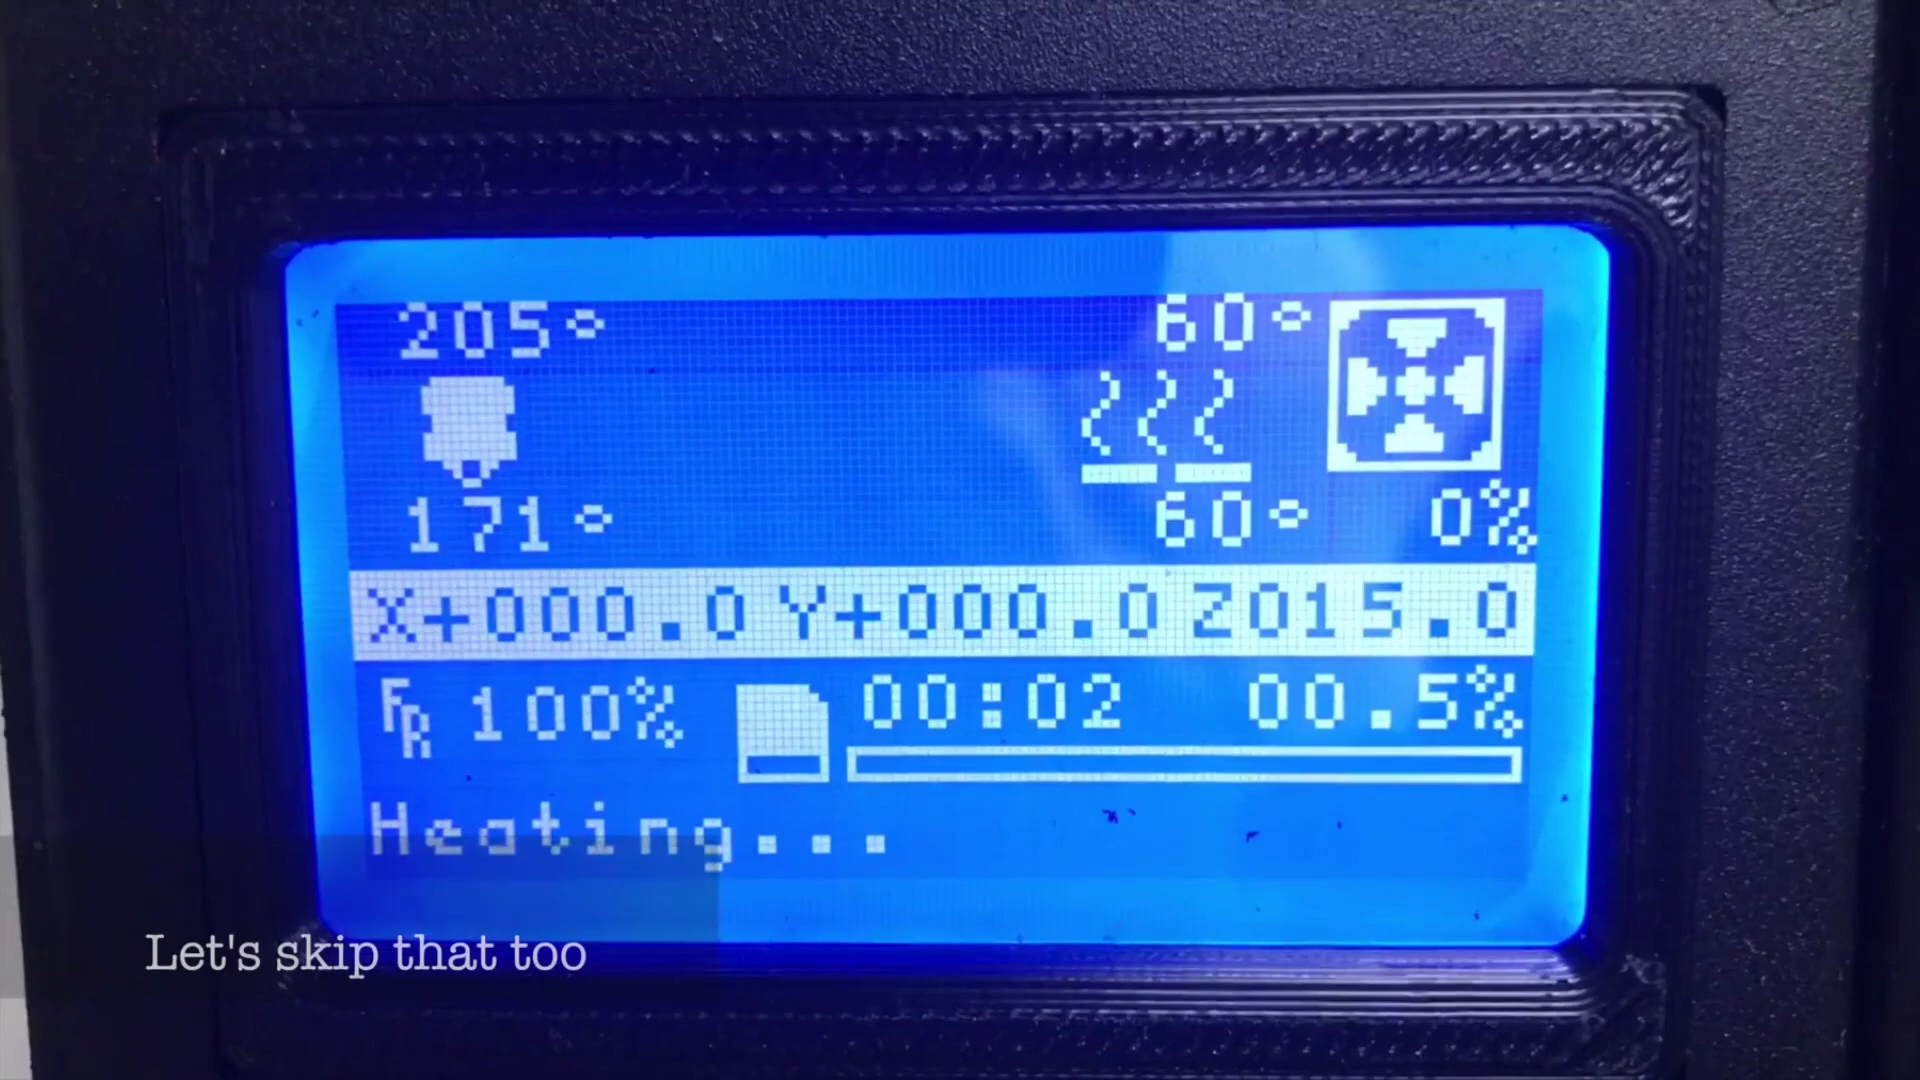 205° 60°
171° 60° 0%
X+000.0 Y+000.0 Z015.0
FR 100% 00:02 00.5%
Heating...
Let's skip that too